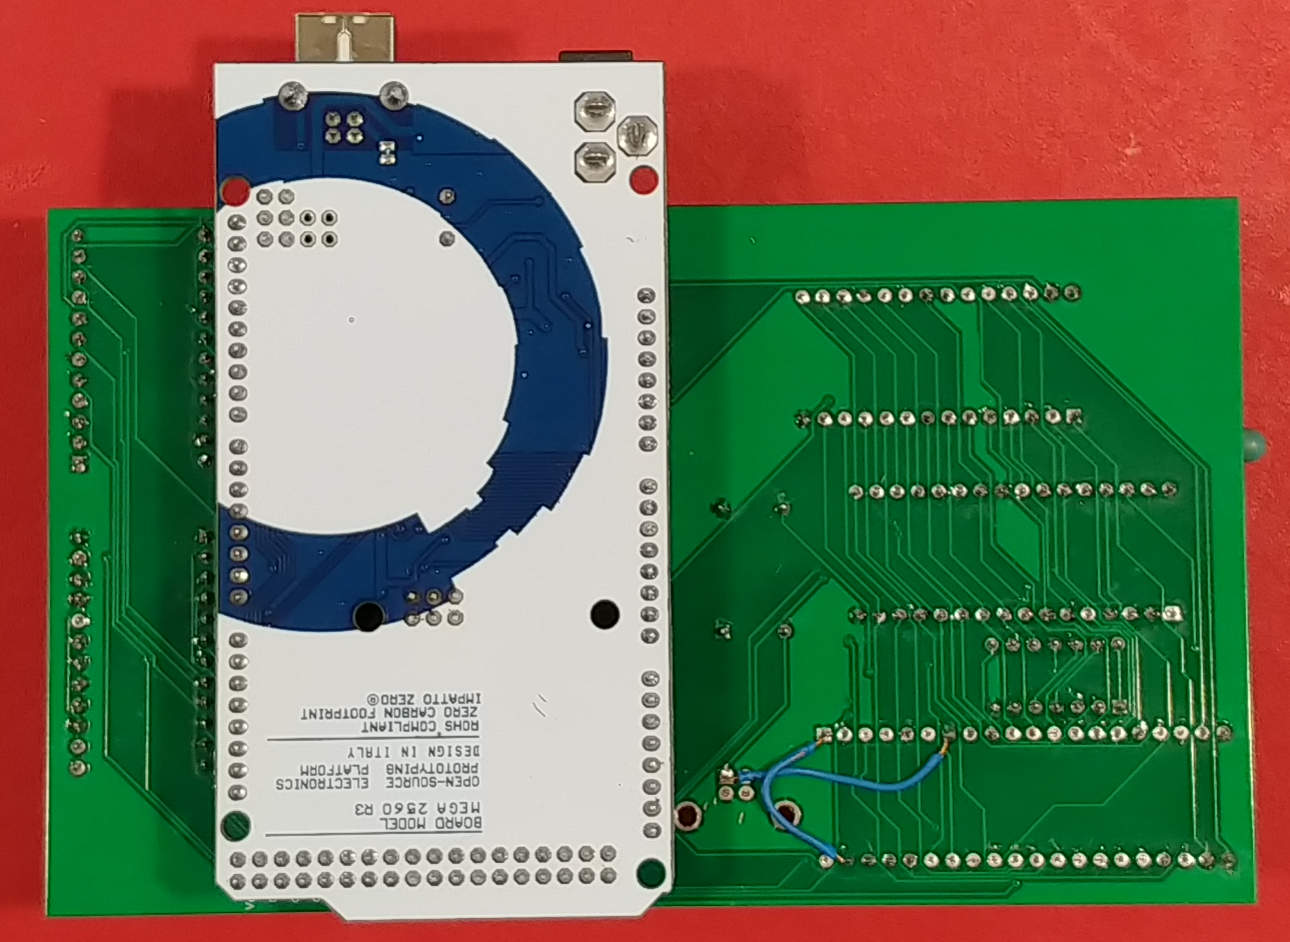 BOARD MODEL
MEGA 2560 R3
OPEN-SOURCE ELECTRONICS
PROTOTYPING PLATFORM
DESIGN IN ITALY
ROHS COMPLIANT
ZERO CARBON FOOTPRINT
IMPATTO ZERO®